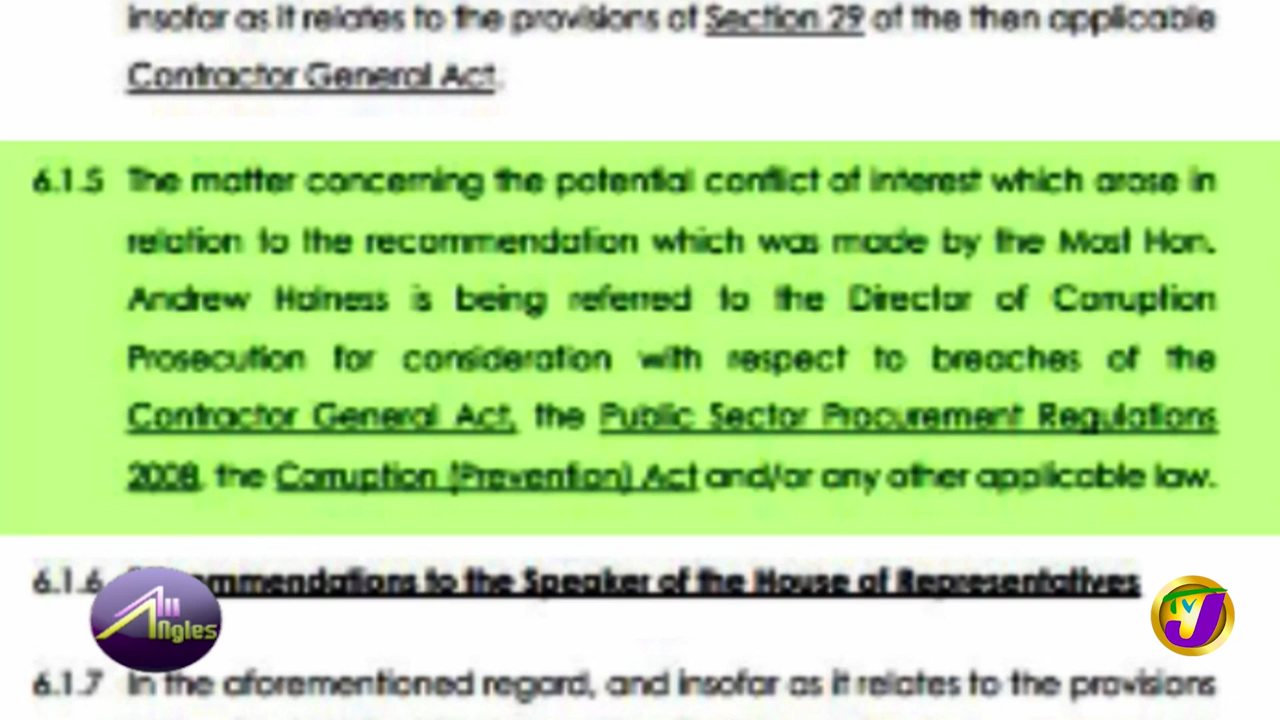 insofar as it relates to the provisions of Section 29 of the then applicable
Contractor General Act.
6.1.5 The matter concerning the potential conflict of interest which arose in
relation to the recommendation which was made by the Most Hon.
Andrew Holness is being referred to the Director of Corruption
Prosecution for consideration with respect to breaches of the
Contractor General Act, the Public Sector Procurement Regulations
2008, the Corruption (Prevention) Act and/or any other applicable law.
6.1.6 ommendations to the Speaker of the House of Representatives
All Angles
TVJ
6.1.7 In the aforementioned regard, and insofar as it relates to the provisions